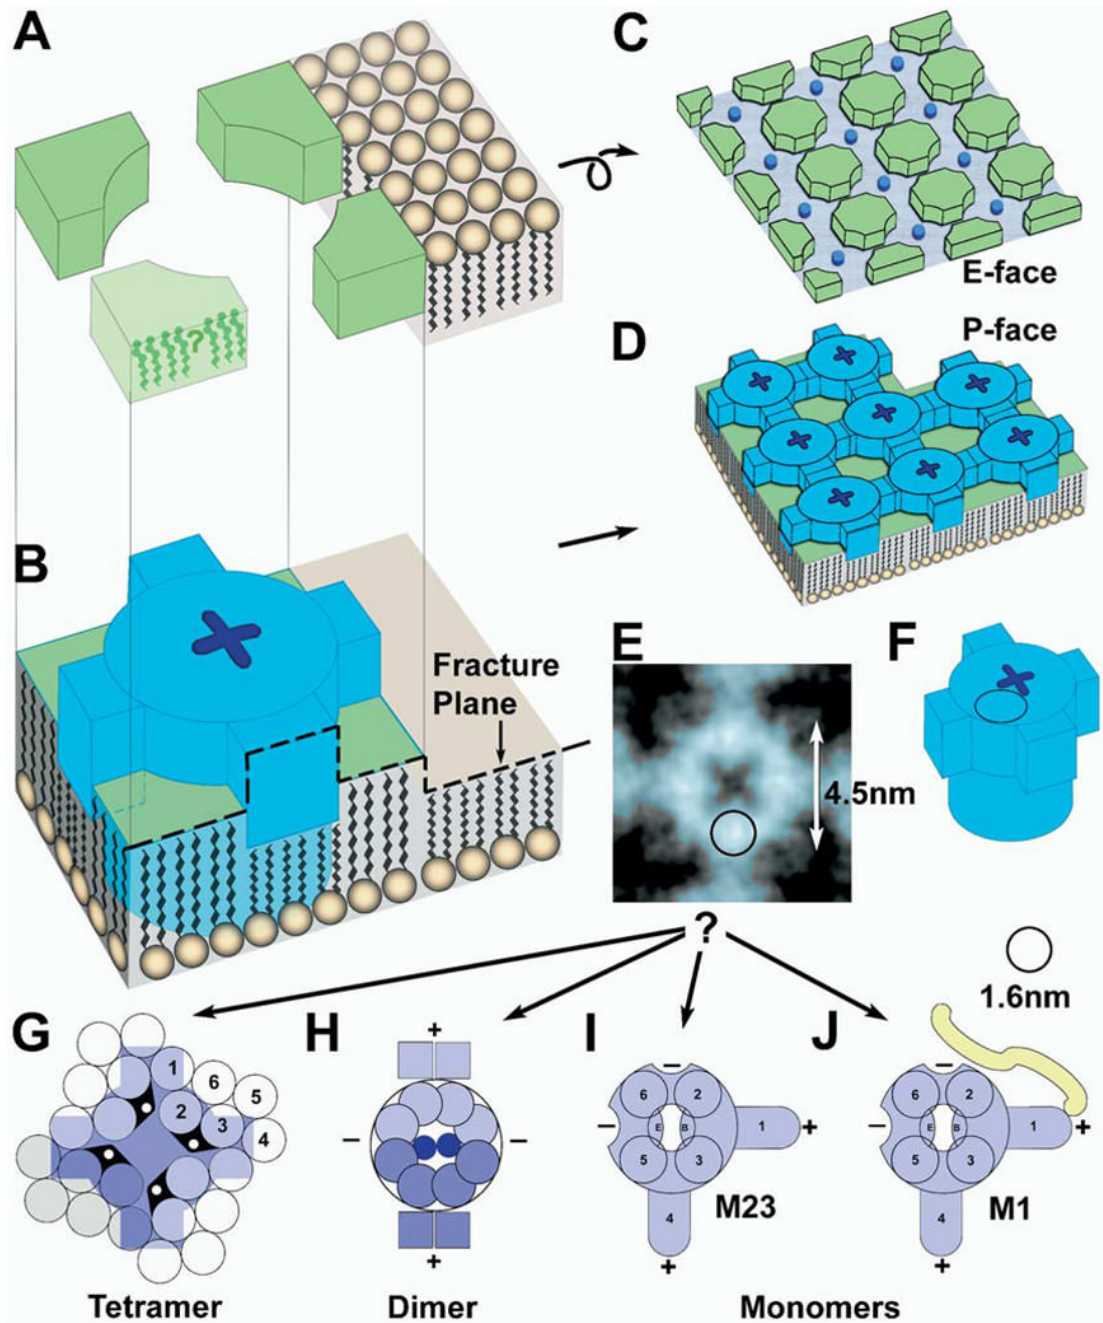 A
C
?
E-face
P-face
D
B
Fracture
Plane
E
4.5nm
F
?
1.6nm
G
1
6
5
2
3
4
Tetramer
H
+
−
−
+
Dimer
I
−
6
2
−
E
B
1
+
5
3
4
+
M23
J
−
6
2
−
E
B
1
+
5
3
4
+
M1
Monomers